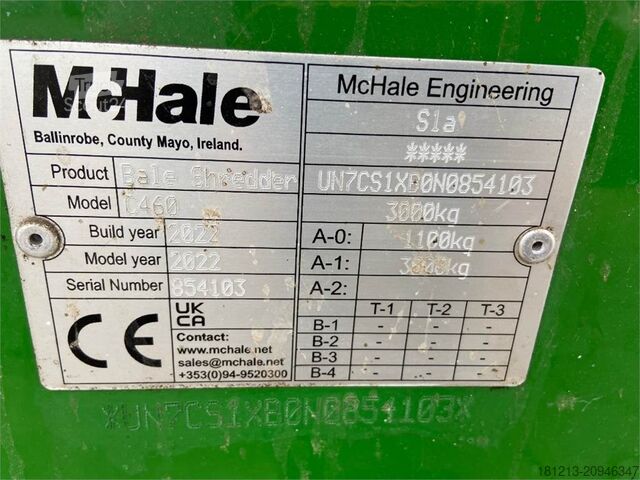 McHale
Ballinrobe, County Mayo, Ireland.
Product Bale Shredder
Model C460
Build year 2022
Model year 2022
Serial Number 854103
CE
UK
CA
Contact:
www.mchale.net
sales@mchale.net
+353(0)94-9520300
McHale Engineering
S1a
*****
UN7CS1XB0N0854103
3000kg
A-0: 1100kg
A-1:
A-2:
T-1 T-2 T-3
B-1 - - -
B-2 - - -
B-3 - - -
B-4 - - -
*UN7CS1XB0N0854103*
181213-20946347